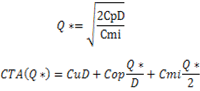 Q *= √(2CpD / Cmi)
CTA(Q *) = CuD + Cop Q * / D + Cmi Q * / 2